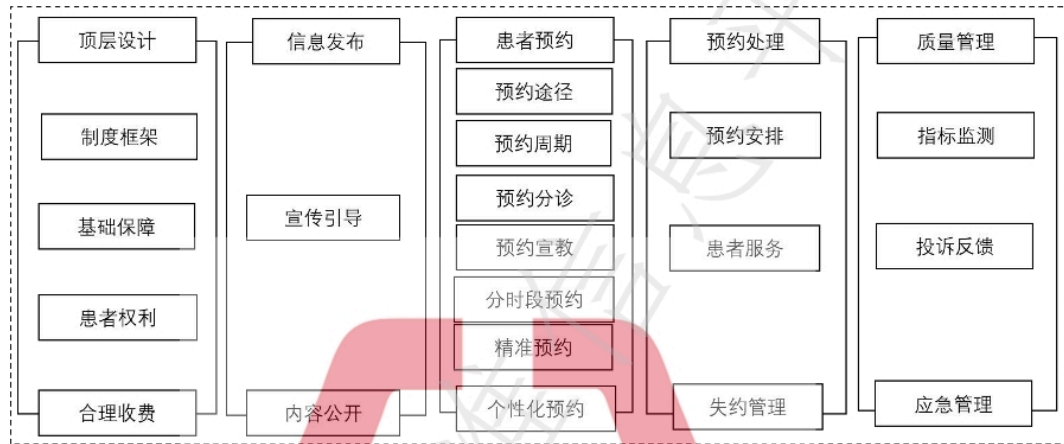 顶层设计
制度框架
基础保障
患者权利
合理收费
信息发布
宣传引导
内容公开
患者预约
预约途径
预约周期
预约分诊
预约宣教
分时段预约
精准预约
个性化预约
预约处理
预约安排
患者服务
失约管理
质量管理
指标监测
投诉反馈
应急管理